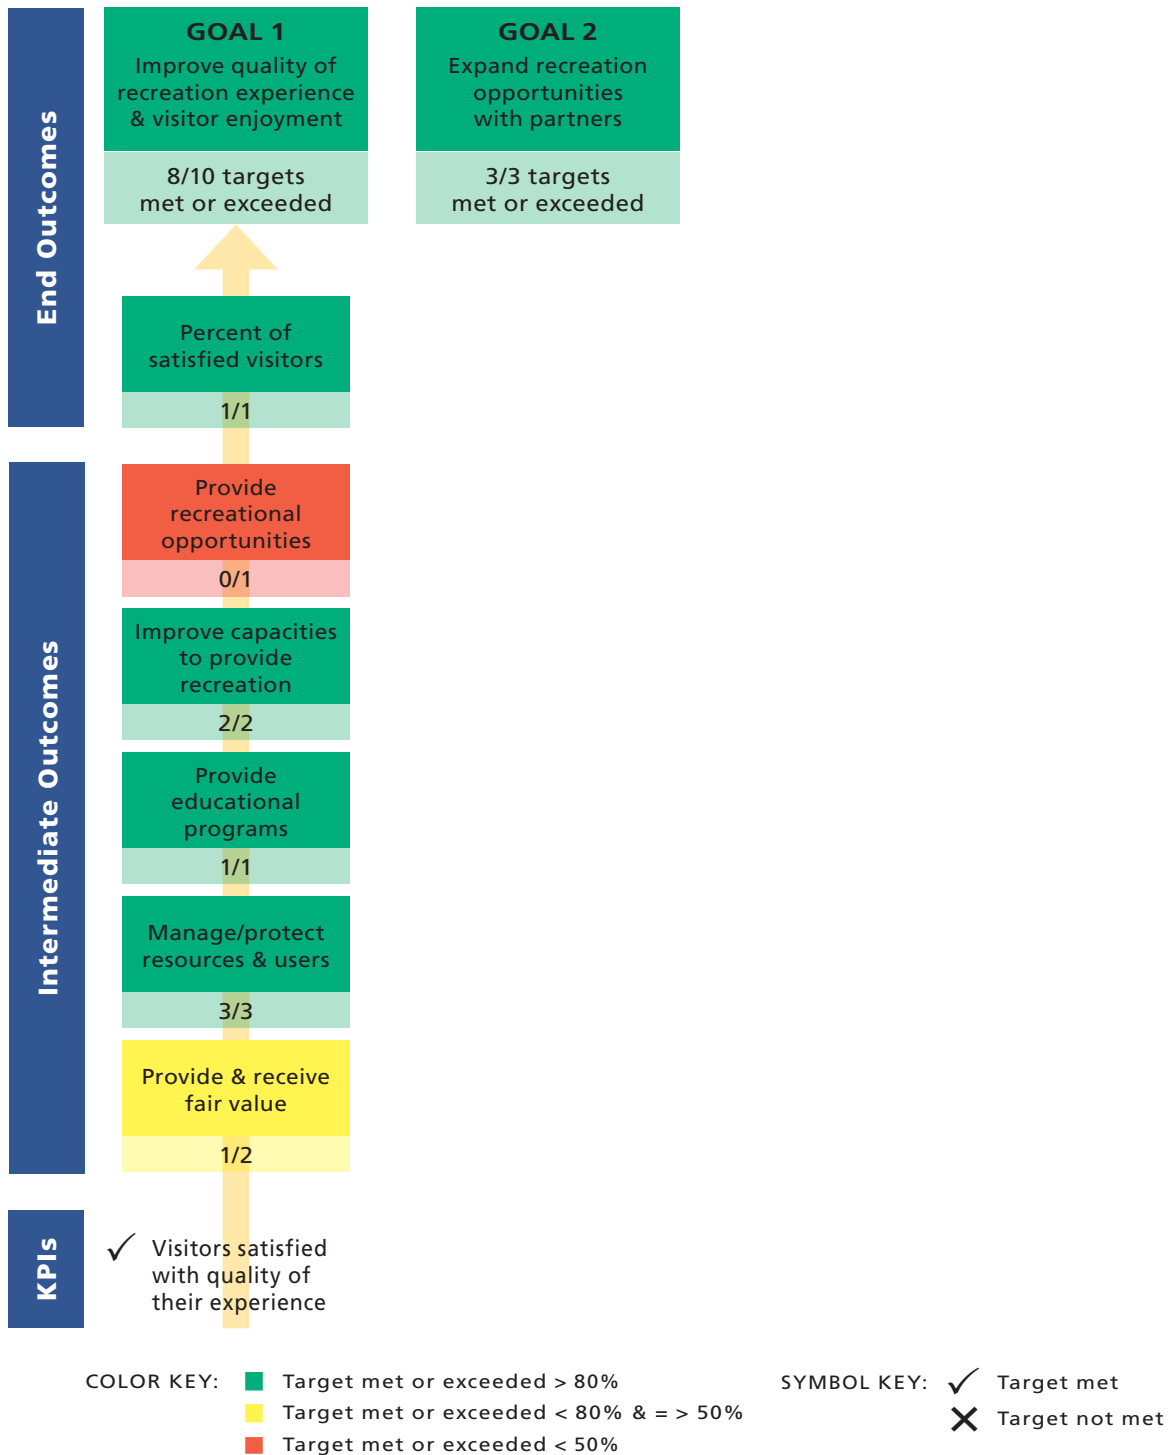 End Outcomes
GOAL 1
Improve quality of
recreation experience
& visitor enjoyment
8/10 targets
met or exceeded
GOAL 2
Expand recreation
opportunities
with partners
3/3 targets
met or exceeded
Percent of
satisfied visitors
1/1
Intermediate Outcomes
Provide
recreational
opportunities
0/1
Improve capacities
to provide
recreation
2/2
Provide
educational
programs
1/1
Manage/protect
resources & users
3/3
Provide & receive
fair value
1/2
KPIs
✓ Visitors satisfied
with quality of
their experience
COLOR KEY:
Target met or exceeded > 80%
Target met or exceeded < 80% & = > 50%
Target met or exceeded < 50%
SYMBOL KEY: ✓ Target met
✕ Target not met